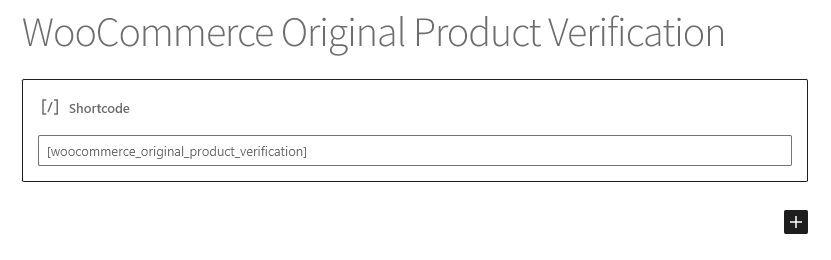 WooCommerce Original Product Verification
[/] Shortcode
[woocommerce_original_product_verification]